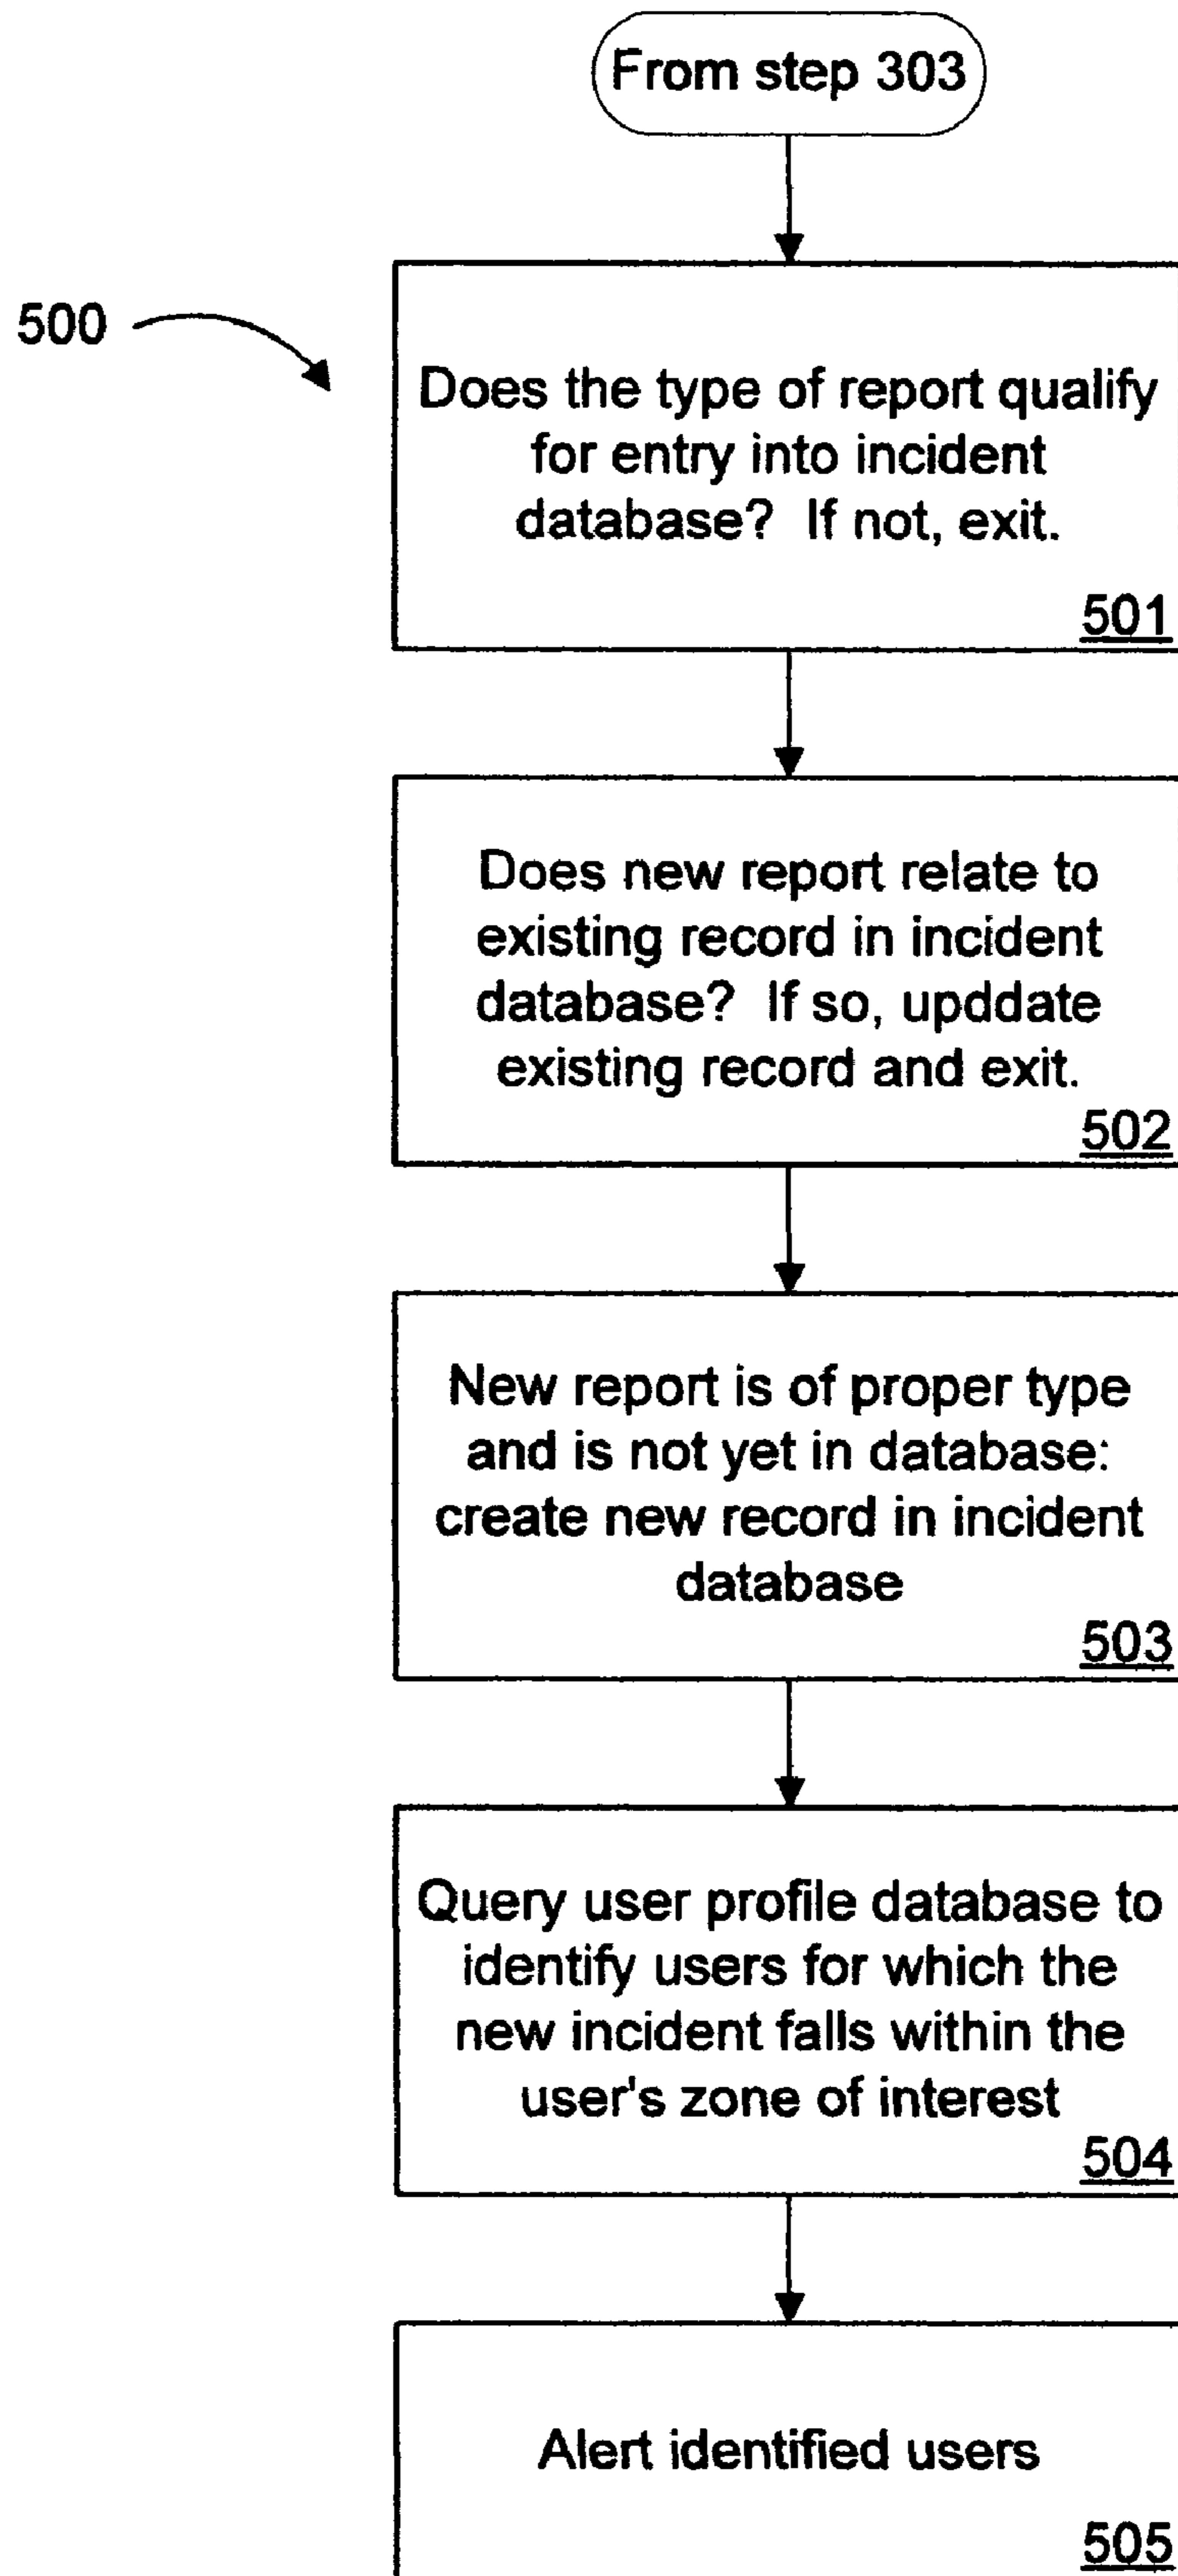 From step 303
500
Does the type of report qualify
for entry into incident
database? If not, exit.
501
Does new report relate to
existing record in incident
database? If so, upddate
existing record and exit.
502
New report is of proper type
and is not yet in database:
create new record in incident
database
503
Query user profile database to
identify users for which the
new incident falls within the
user's zone of interest
504
Alert identified users
505